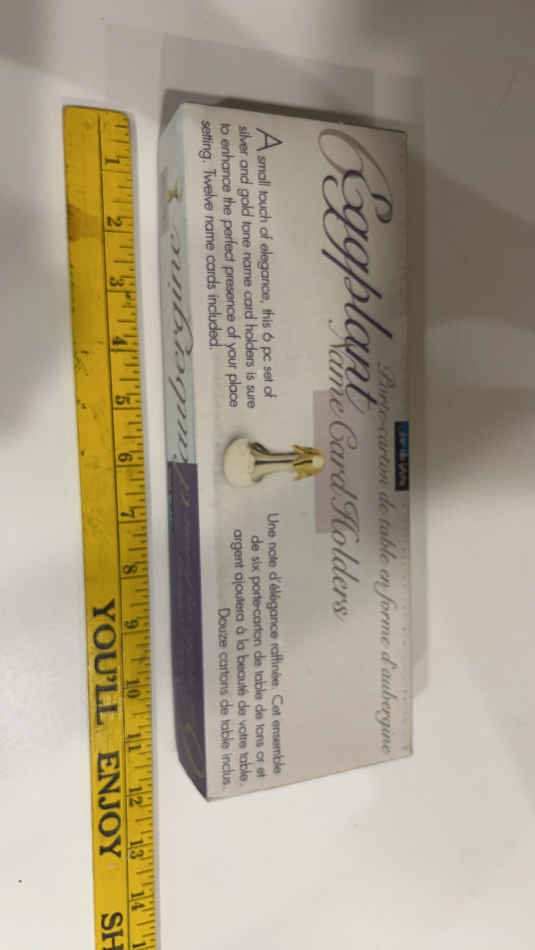 Porte-carton de table en forme d'aubergine
Eggplant
Name Card Holders
A small touch of elegance, this 6 pc set of
silver and gold tone name card holders is sure
to enhance the perfect presence of your place
setting. Twelve name cards included.
Une note d'élégance raffinée. Cet ensemble
de six porte-carton de table de tons or et
argent ajoutera à la beauté de votre table.
Douze cartons de table inclus.
1 2 3 4 5 6 7 8 9 10 11 12 13 14
YOU'LL ENJOY SH